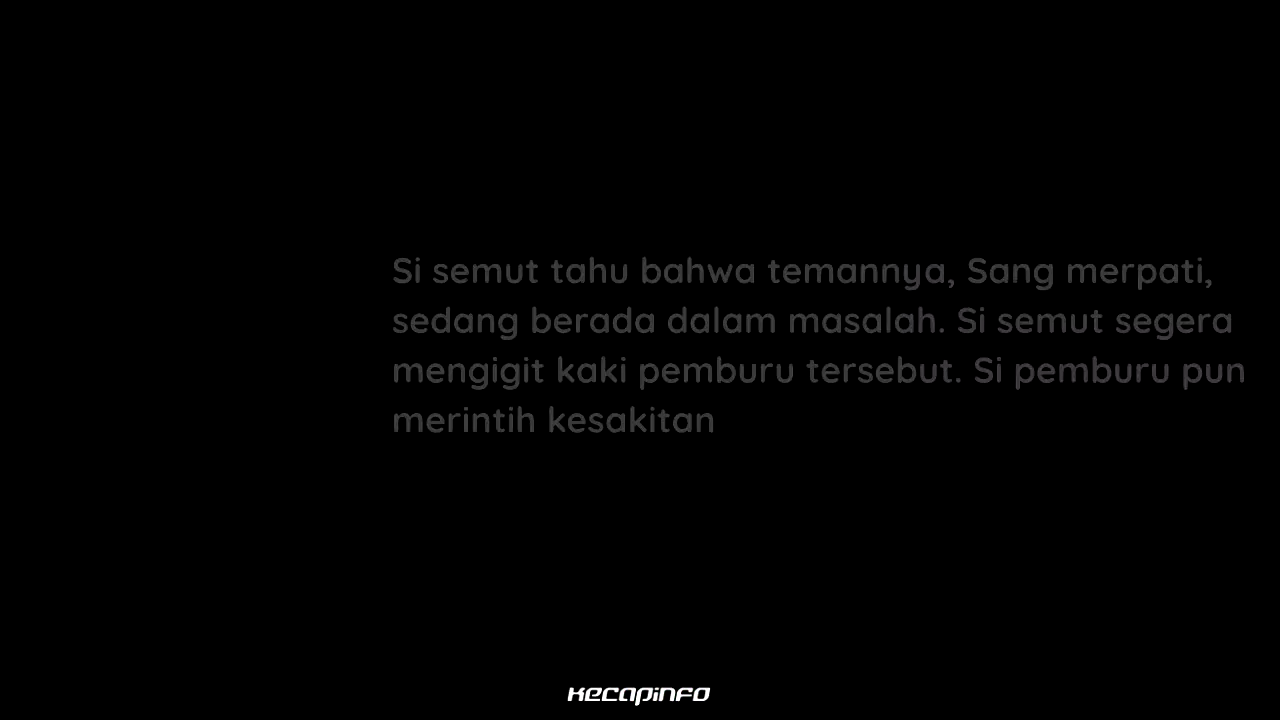 Si semut tahu bahwa temannya, Sang merpati,
sedang berada dalam masalah. Si semut segera
mengigit kaki pemburu tersebut. Si pemburu pun
merintih kesakitan
KECAPINFO